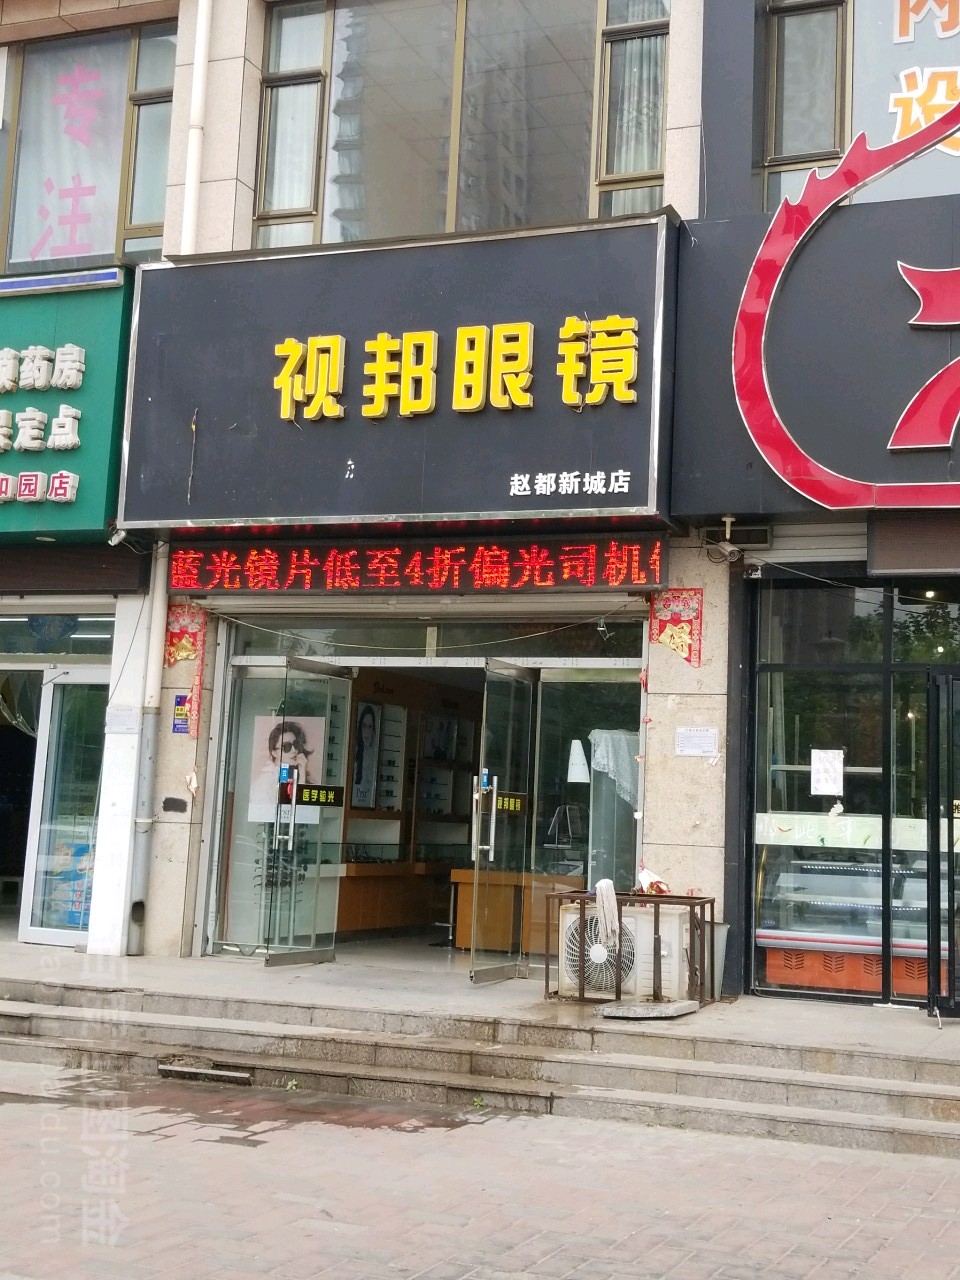 专
注
设
药房
定点
和园店
视邦眼镜
赵都新城店
蓝光镜片低至4折偏光司机
医学验光
视邦眼镜